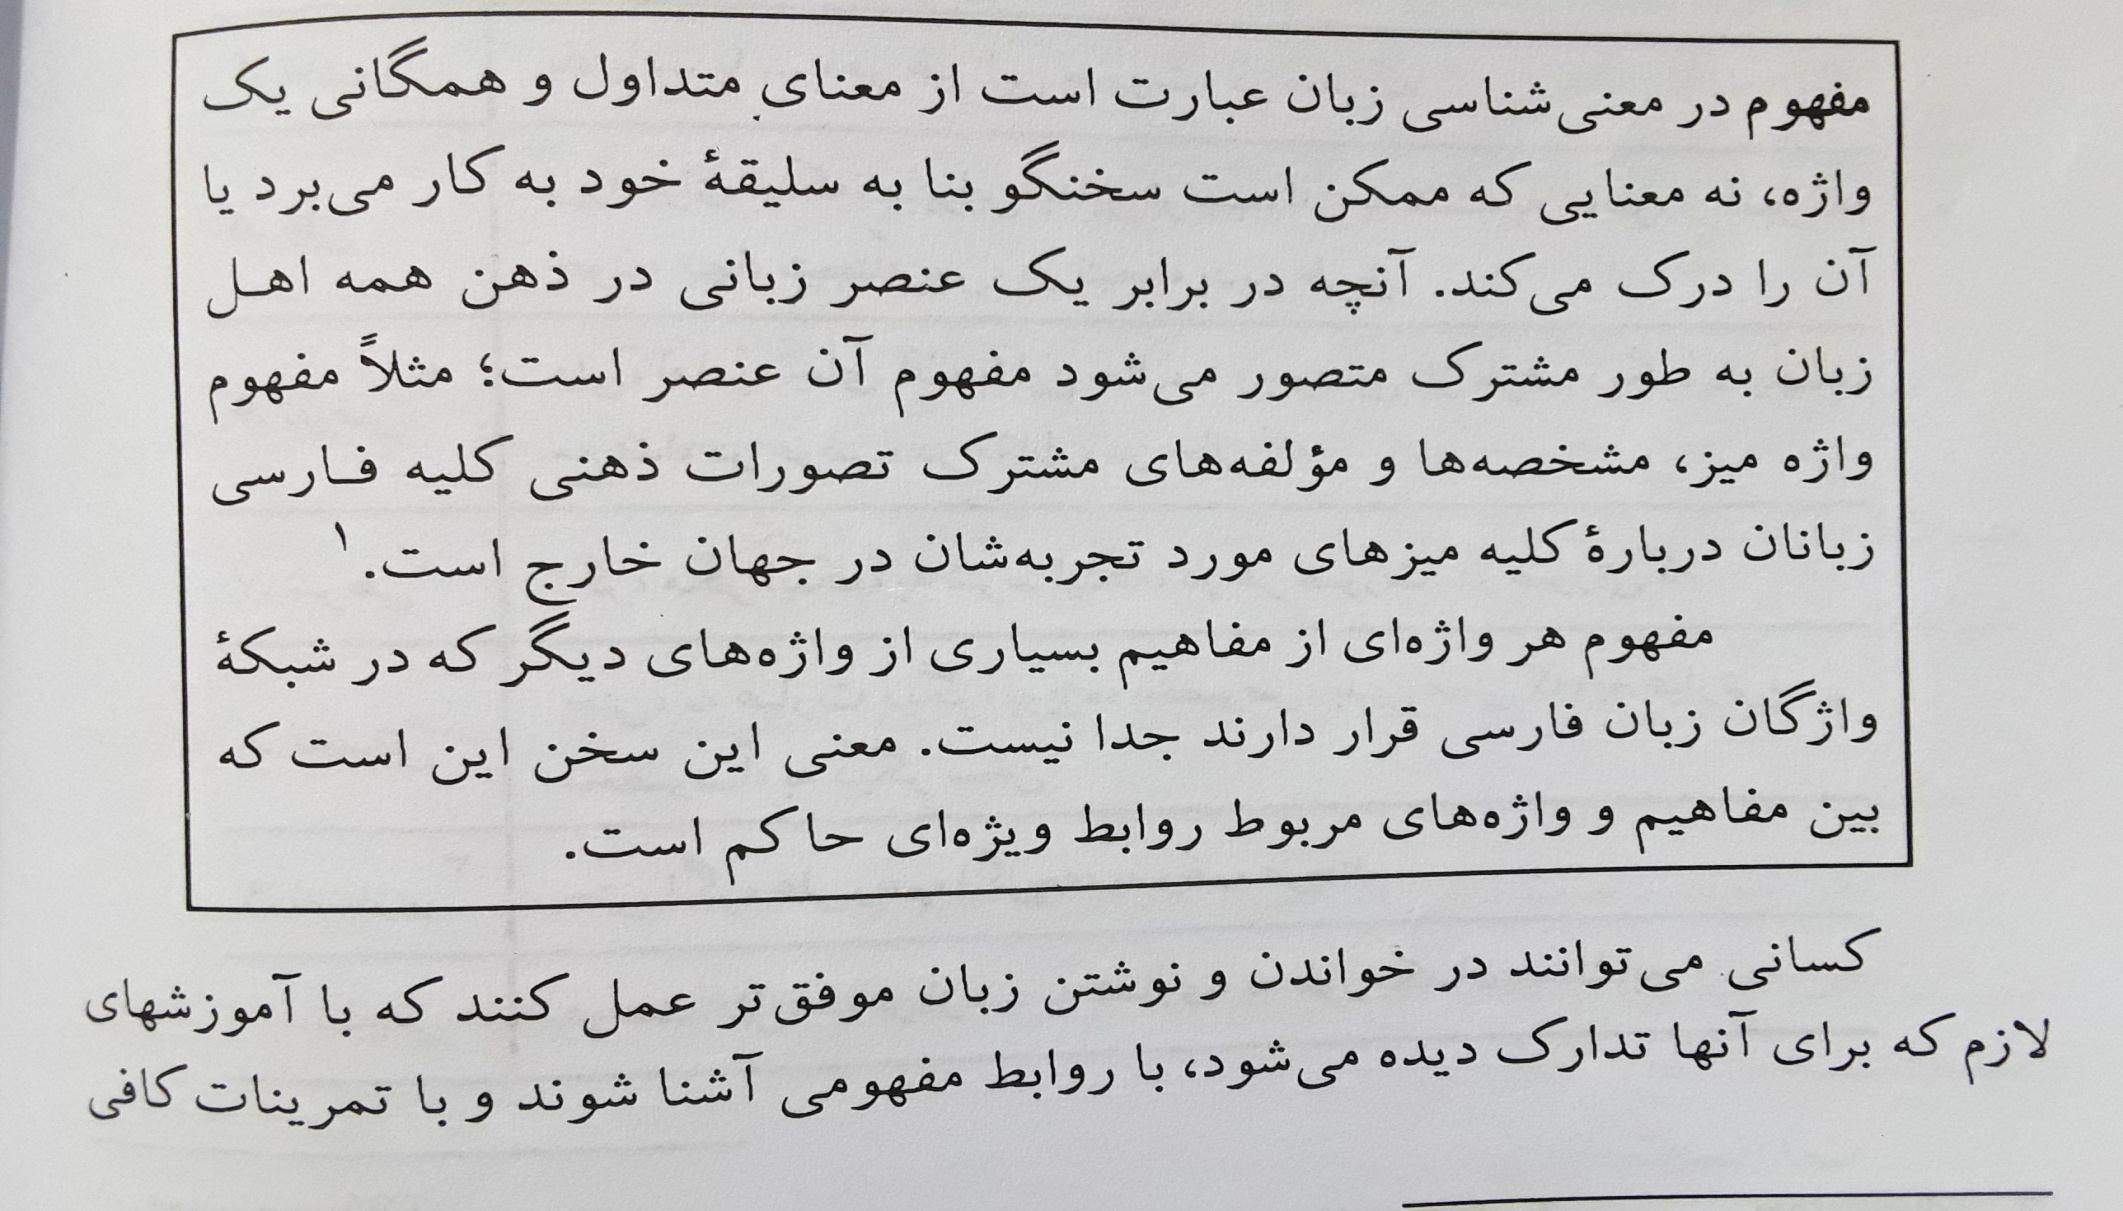 مفهوم در معنی‌شناسی زبان عبارت است از معنای متداول و همگانی یک
واژه، نه معنایی که ممکن است سخنگو بنا به سلیقهٔ خود به کار می‌برد یا
آن را درک می‌کند. آنچه در برابر یک عنصر زبانی در ذهن همه اهل
زبان به طور مشترک متصور می‌شود مفهوم آن عنصر است؛ مثلاً مفهوم
واژه میز، مشخصه‌ها و مؤلفه‌های مشترک تصورات ذهنی کلیه فارسی
زبانان دربارهٔ کلیه میزهای مورد تجربه‌شان در جهان خارج است.۱
مفهوم هر واژه‌ای از مفاهیم بسیاری از واژه‌های دیگر که در شبکهٔ
واژگان زبان فارسی قرار دارند جدا نیست. معنی این سخن این است که
بین مفاهیم و واژه‌های مربوط روابط ویژه‌ای حاکم است.
کسانی می‌توانند در خواندن و نوشتن زبان موفق‌تر عمل کنند که با آموزشهای
لازم که برای آنها تدارک دیده می‌شود، با روابط مفهومی آشنا شوند و با تمرینات کافی